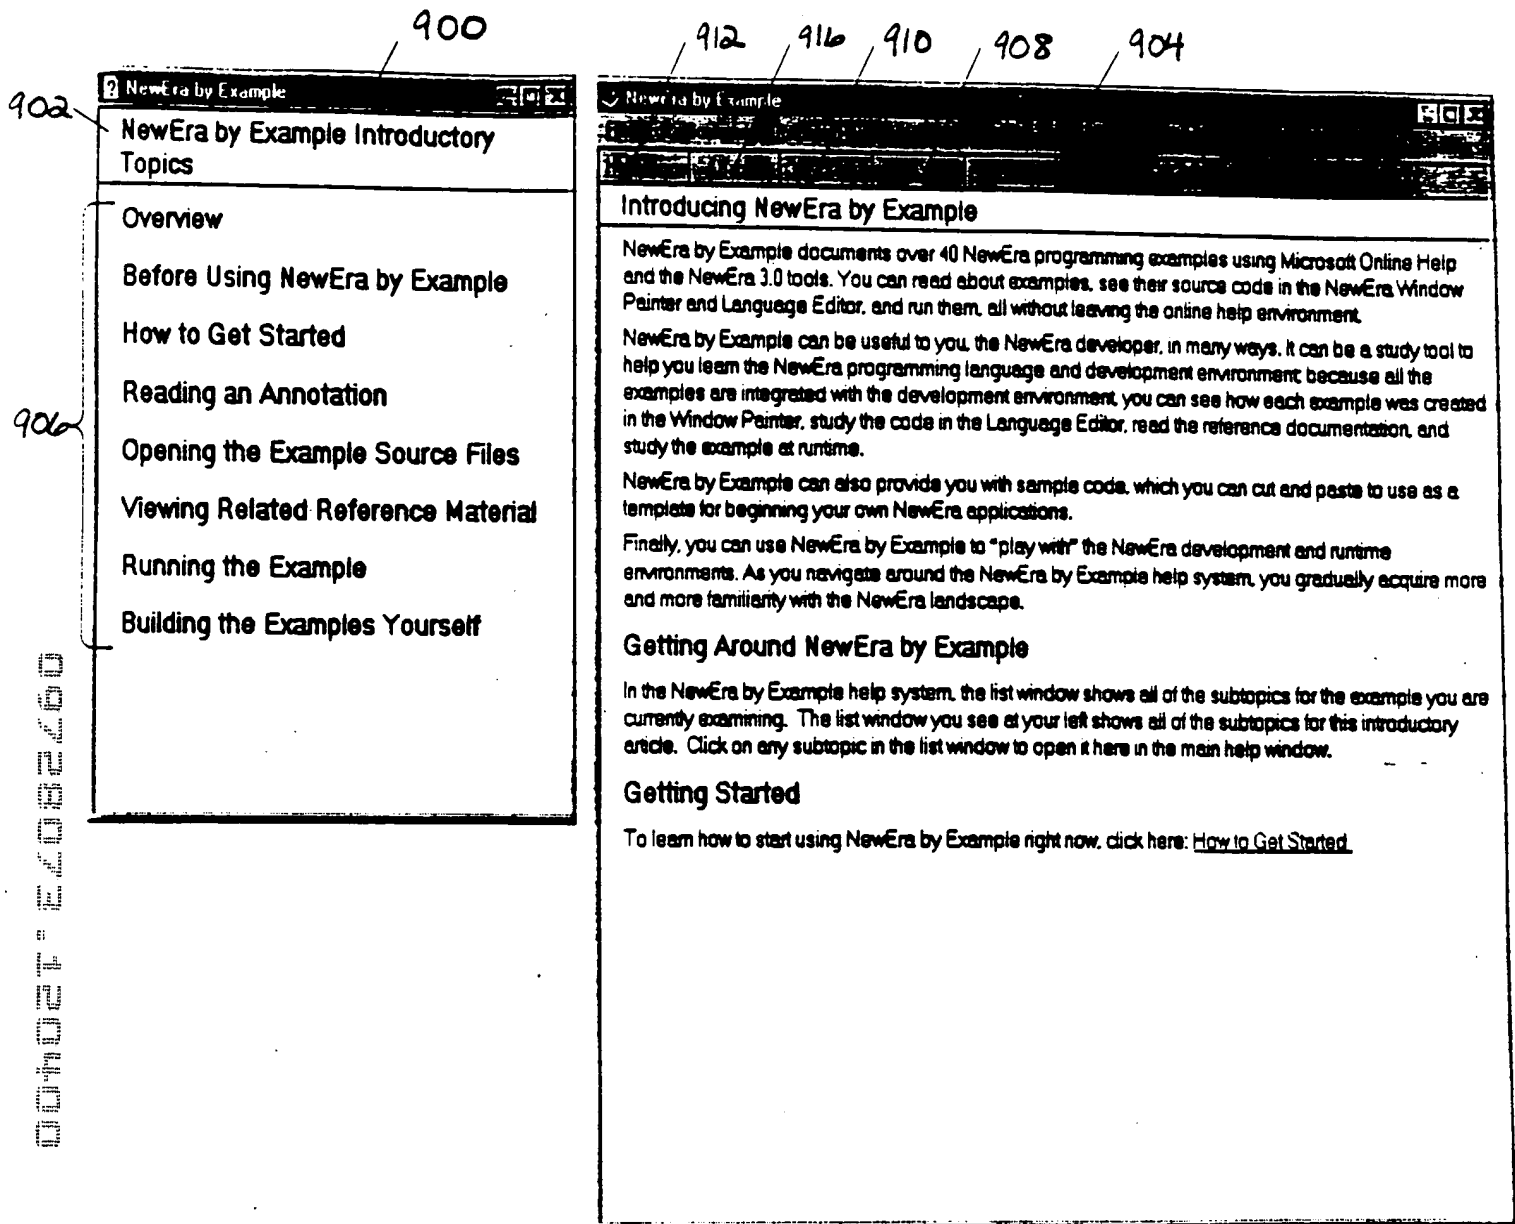 900
912
916
910
908
904
902
NewEra by Example
NewEra by Example Introductory
Topics
906
Overview
Before Using NewEra by Example
How to Get Started
Reading an Annotation
Opening the Example Source Files
Viewing Related Reference Material
Running the Example
Building the Examples Yourself
NewEra by Example
Introducing NewEra by Example
NewEra by Example documents over 40 NewEra programming examples using Microsoft Online Help
and the NewEra 3.0 tools. You can read about examples, see their source code in the NewEra Window
Painter and Language Editor, and run them, all without leaving the online help environment.
NewEra by Example can be useful to you, the NewEra developer, in many ways. It can be a study tool to
help you learn the NewEra programming language and development environment; because all the
examples are integrated with the development environment, you can see how each example was created
in the Window Painter, study the code in the Language Editor, read the reference documentation, and
study the example at runtime.
NewEra by Example can also provide you with sample code, which you can cut and paste to use as a
template for beginning your own NewEra applications.
Finally, you can use NewEra by Example to "play with" the NewEra development and runtime
environments. As you navigate around the NewEra by Example help system, you gradually acquire more
and more familiarity with the NewEra landscape.
Getting Around NewEra by Example
In the NewEra by Example help system, the list window shows all of the subtopics for the example you are
currently examining. The list window you see at your left shows all of the subtopics for this introductory
article. Click on any subtopic in the list window to open it here in the main help window.
Getting Started
To learn how to start using NewEra by Example right now, click here: How to Get Started
09728073.120400